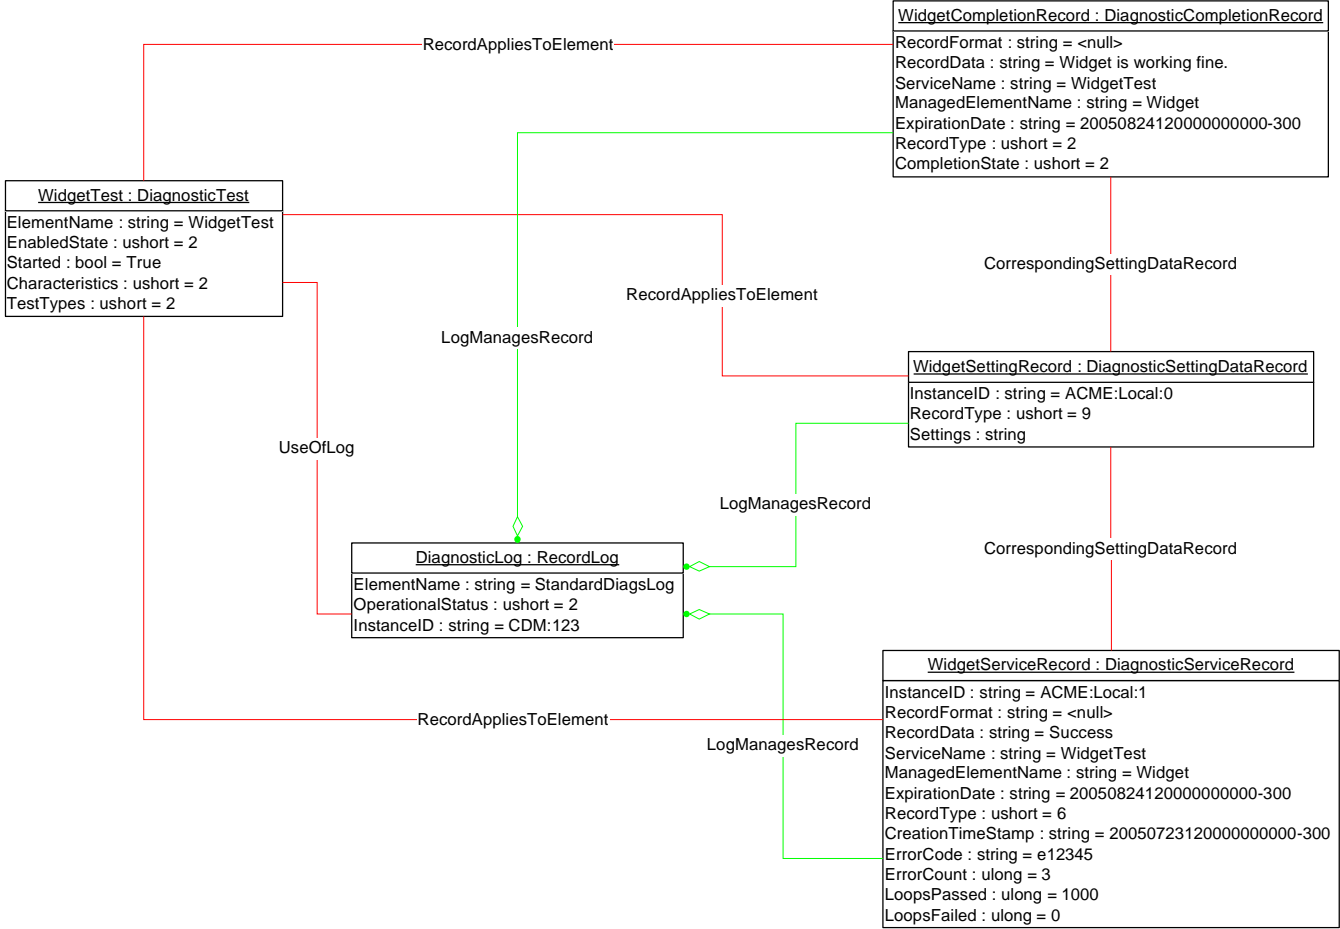 WidgetCompletionRecord : DiagnosticCompletionRecord
RecordFormat : string = <null>
RecordData : string = Widget is working fine.
ServiceName : string = WidgetTest
ManagedElementName : string = Widget
ExpirationDate : string = 20050824120000000000-300
RecordType : ushort = 2
CompletionState : ushort = 2
RecordAppliesToElement
WidgetTest : DiagnosticTest
ElementName : string = WidgetTest
EnabledState : ushort = 2
Started : bool = True
Characteristics : ushort = 2
TestTypes : ushort = 2
CorrespondingSettingDataRecord
RecordAppliesToElement
LogManagesRecord
WidgetSettingRecord : DiagnosticSettingDataRecord
InstanceID : string = ACME:Local:0
RecordType : ushort = 9
Settings : string
UseOfLog
LogManagesRecord
CorrespondingSettingDataRecord
DiagnosticLog : RecordLog
ElementName : string = StandardDiagsLog
OperationalStatus : ushort = 2
InstanceID : string = CDM:123
WidgetServiceRecord : DiagnosticServiceRecord
InstanceID : string = ACME:Local:1
RecordFormat : string = <null>
RecordData : string = Success
ServiceName : string = WidgetTest
ManagedElementName : string = Widget
ExpirationDate : string = 20050824120000000000-300
RecordType : ushort = 6
CreationTimeStamp : string = 20050723120000000000-300
ErrorCode : string = e12345
ErrorCount : ulong = 3
LoopsPassed : ulong = 1000
LoopsFailed : ulong = 0
RecordAppliesToElement
LogManagesRecord